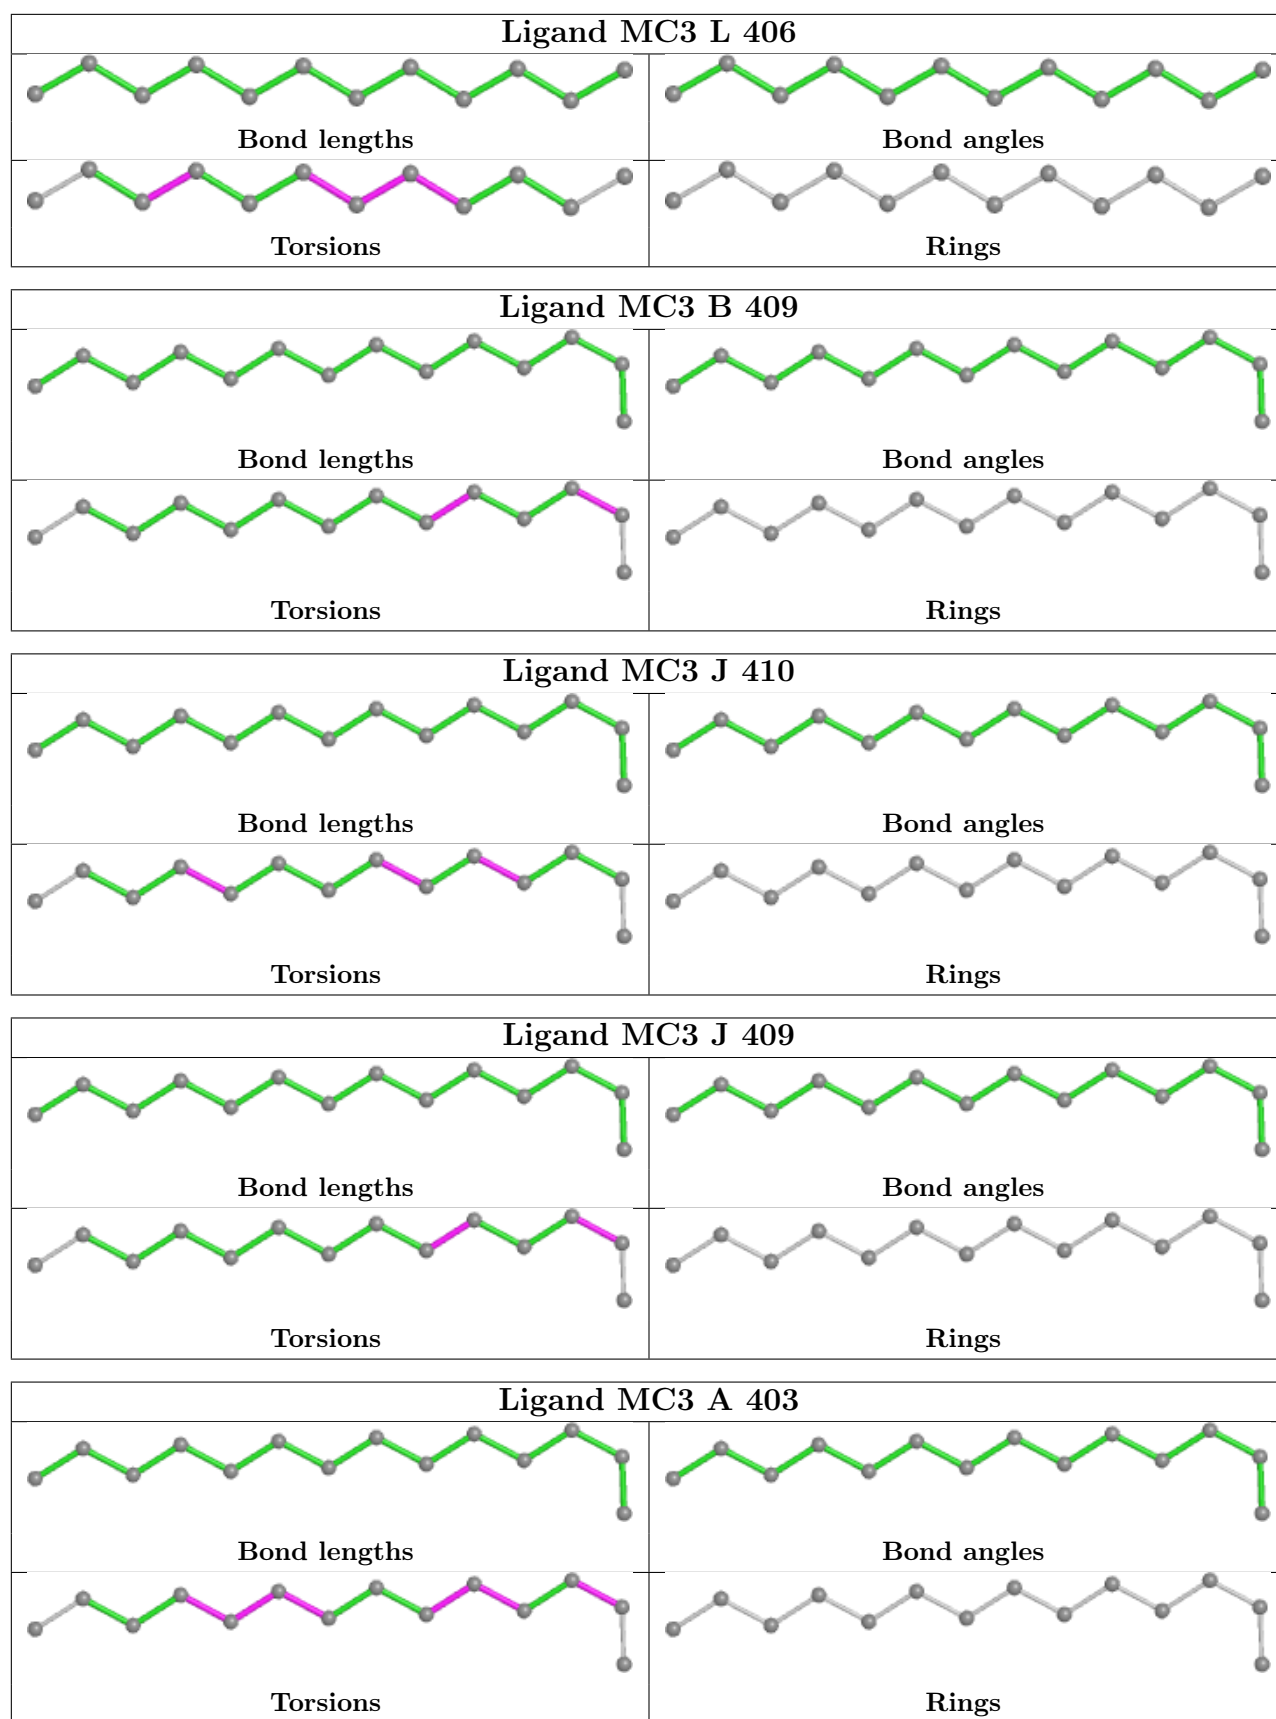 Ligand MC3 L 406
Bond lengths
Bond angles
Torsions
Rings
Ligand MC3 B 409
Bond lengths
Bond angles
Torsions
Rings
Ligand MC3 J 410
Bond lengths
Bond angles
Torsions
Rings
Ligand MC3 J 409
Bond lengths
Bond angles
Torsions
Rings
Ligand MC3 A 403
Bond lengths
Bond angles
Torsions
Rings